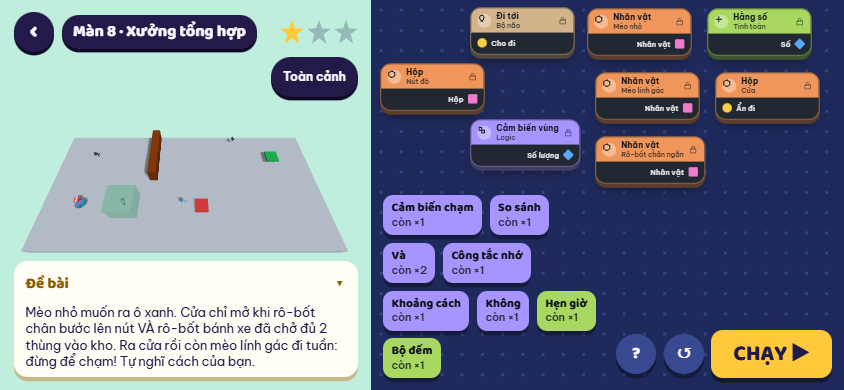 Màn 8 · Xưởng tổng hợp
Toàn cảnh
Đề bài
Mèo nhỏ muốn ra ô xanh. Cửa chỉ mở khi rô-bốt
chân bước lên nút VÀ rô-bốt bánh xe đã chở đủ 2
thùng vào kho. Ra cửa rồi còn mèo lính gác đi tuần:
đừng để chạm! Tự nghĩ cách của bạn.
Đi tới
Bộ não
Cho đi
Nhân vật
Mèo nhỏ
Nhân vật
Hằng số
Tính toán
Số
Hộp
Nút đỏ
Hộp
Nhân vật
Mèo lính gác
Nhân vật
Hộp
Cửa
Ẩn đi
Cảm biến vùng
Logic
Số lượng
Nhân vật
Rô-bốt chân ngắn
Nhân vật
Cảm biến chạm
còn ×1
So sánh
còn ×1
Và
còn ×2
Công tắc nhớ
còn ×1
Khoảng cách
còn ×1
Không
còn ×1
Hẹn giờ
còn ×1
Bộ đếm
còn ×1
?
CHẠY